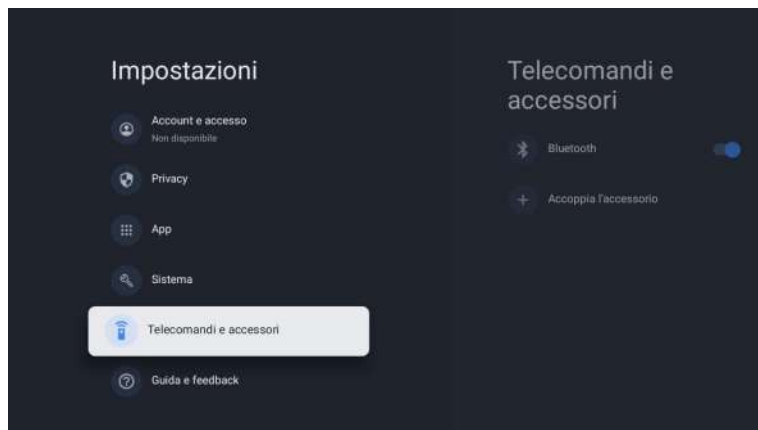 Impostazioni
Account e accesso
Non disponibile
Privacy
App
Sistema
Telecomandi e accessori
Guida e feedback
Telecomandi e
accessori
Bluetooth
Accoppia l'accessorio